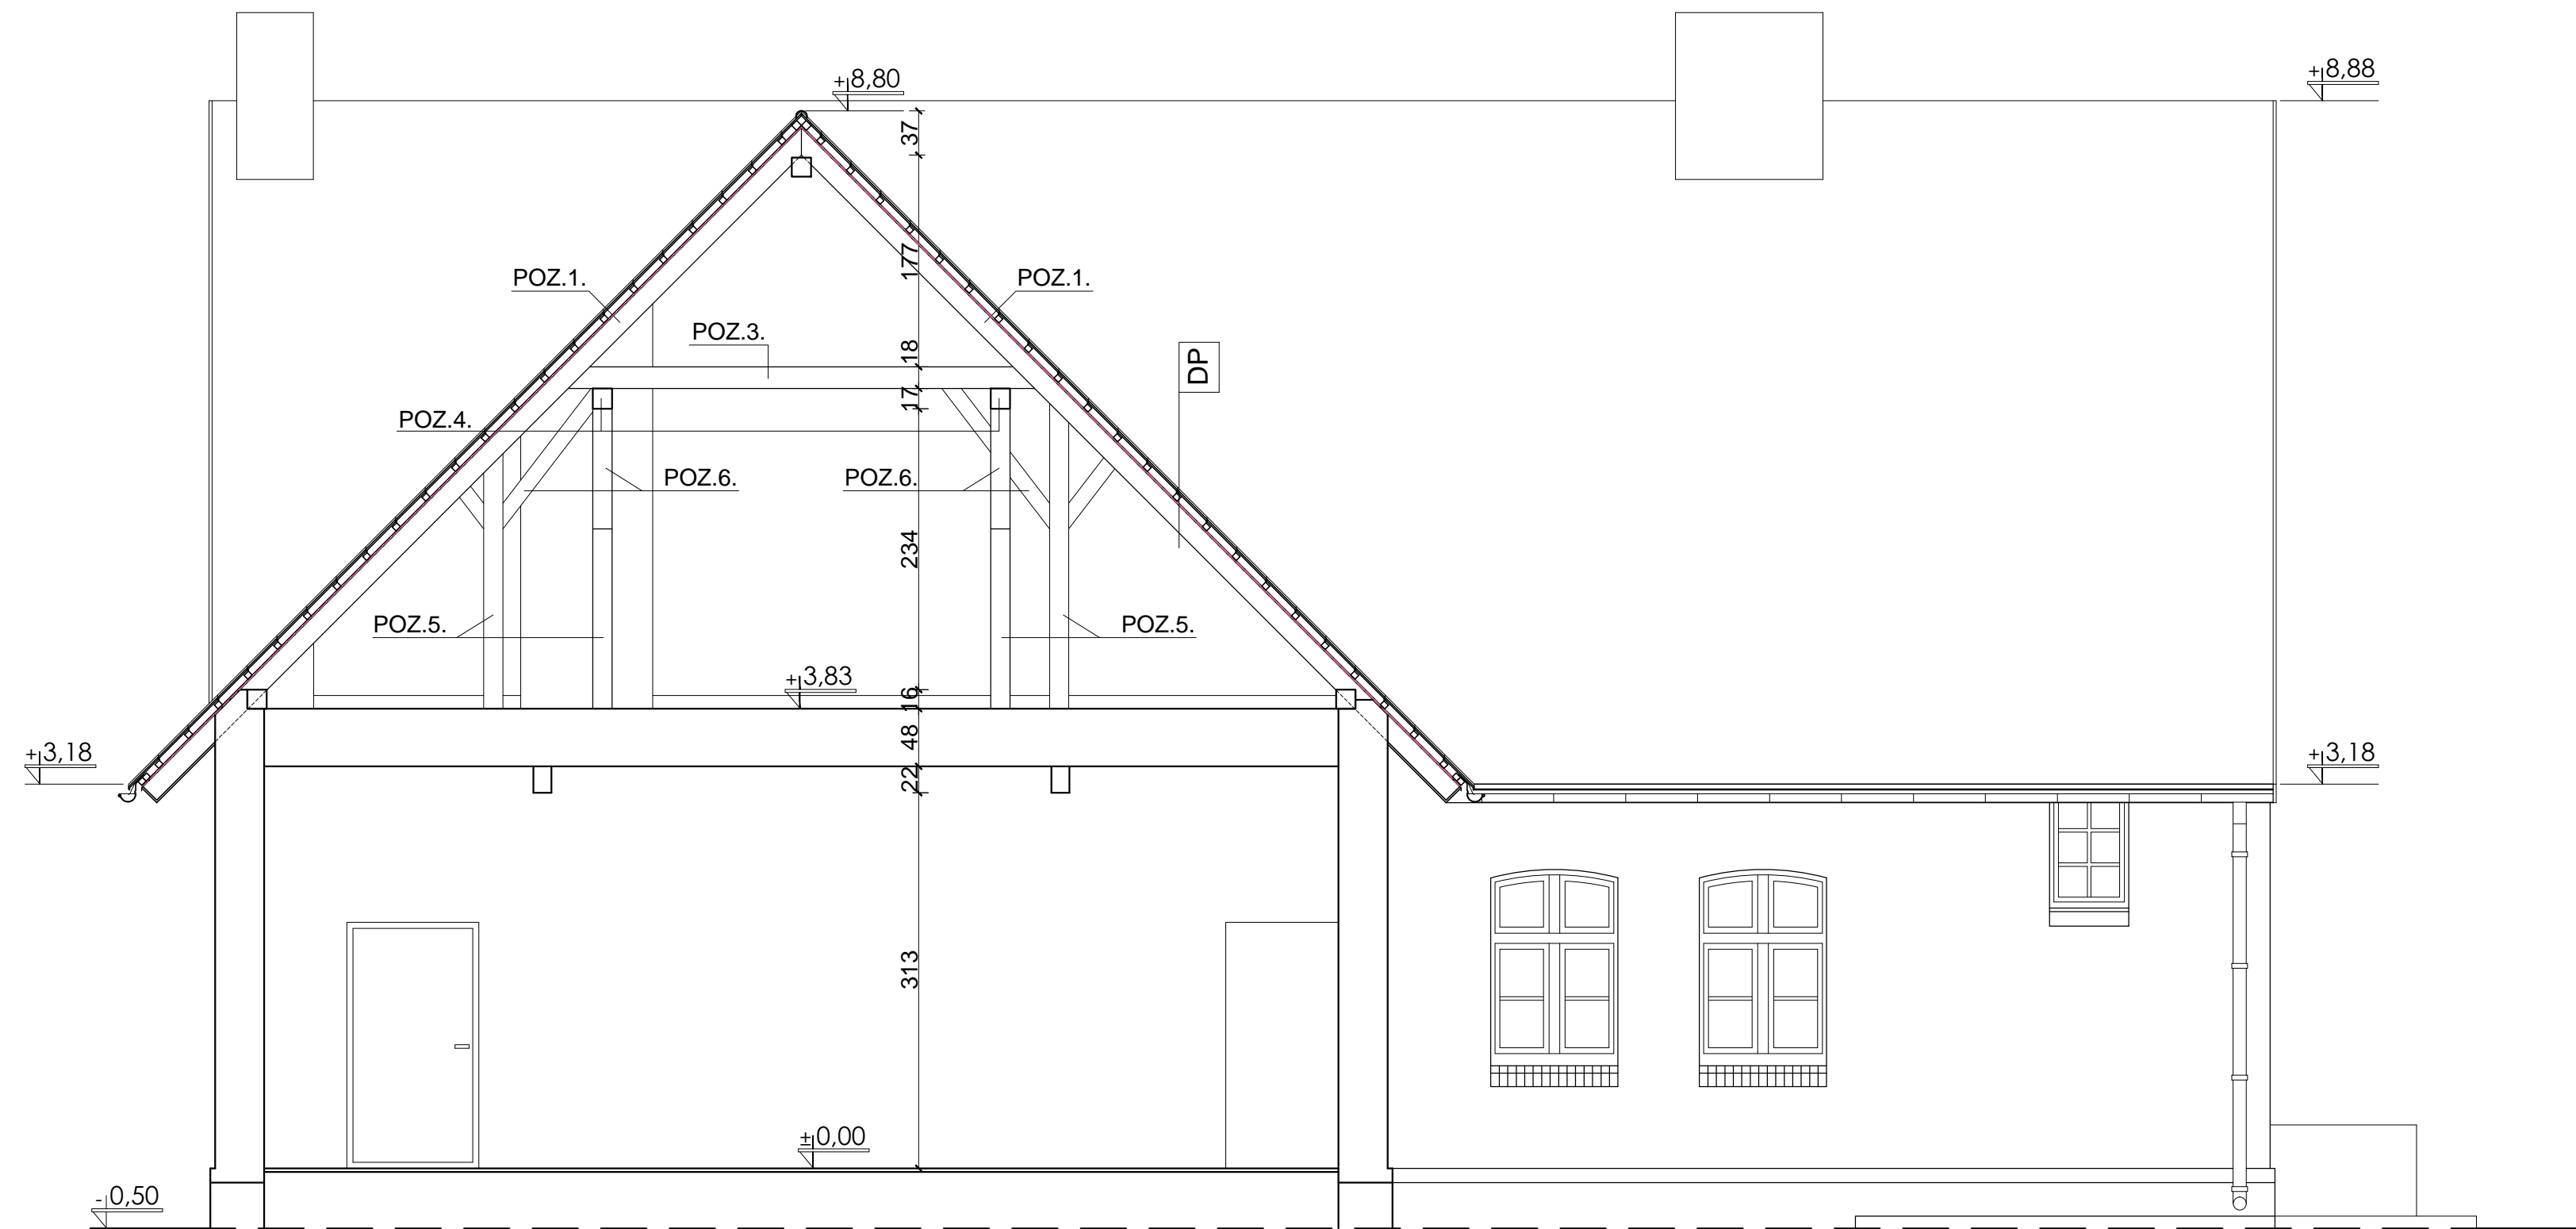 +8,88
+8,80
37
177
POZ.1.
POZ.1.
POZ.3.
18
DP
17
POZ.4.
POZ.6.
POZ.6.
234
POZ.5.
POZ.5.
+3,83
16
48
+3,18
+3,18
22
313
±0,00
-0,50